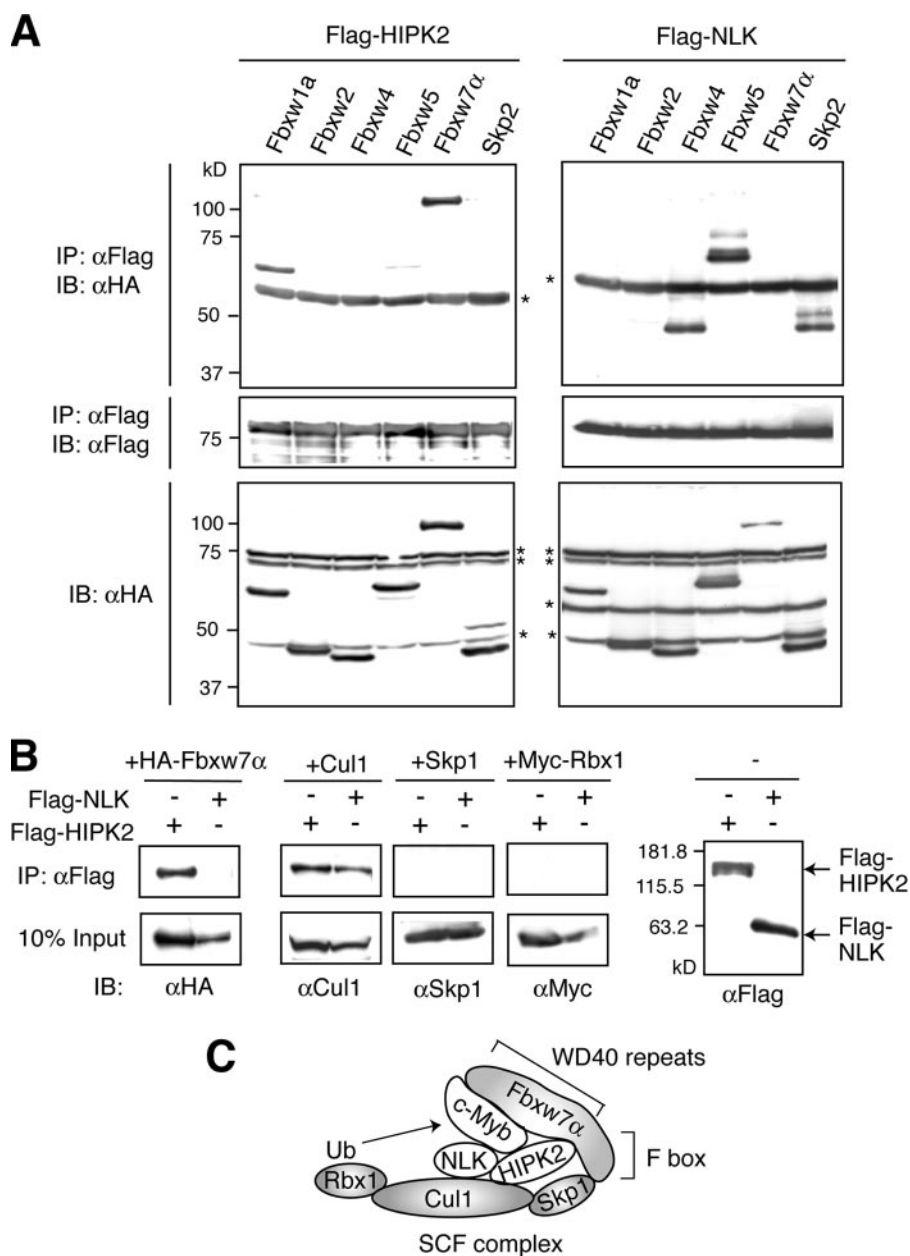 A
Flag-HIPK2 Flag-NLK
Fbxw1a Fbxw2 Fbxw4 Fbxw5 Fbxw7α Skp2 Fbxw1a Fbxw2 Fbxw4 Fbxw5 Fbxw7α Skp2
kD
100
75
IP: αFlag
IB: αHA
*
*
50
37
IP: αFlag
IB: αFlag
75
100
75
* *
* *
IB: αHA
*
50
* *
37
B
+HA-Fbxw7α +Cul1 +Skp1 +Myc-Rbx1 -
Flag-NLK - + - + - + - + - +
Flag-HIPK2 + - + - + - + - + -
IP: αFlag
10% Input
IB: αHA αCul1 αSkp1 αMyc αFlag
181.8
115.5
63.2
kD
Flag-
HIPK2
Flag-
NLK
C
WD40 repeats
Fbxw7α
c-Myb
F box
Ub
NLK HIPK2
Rbx1
Cul1 Skp1
SCF complex